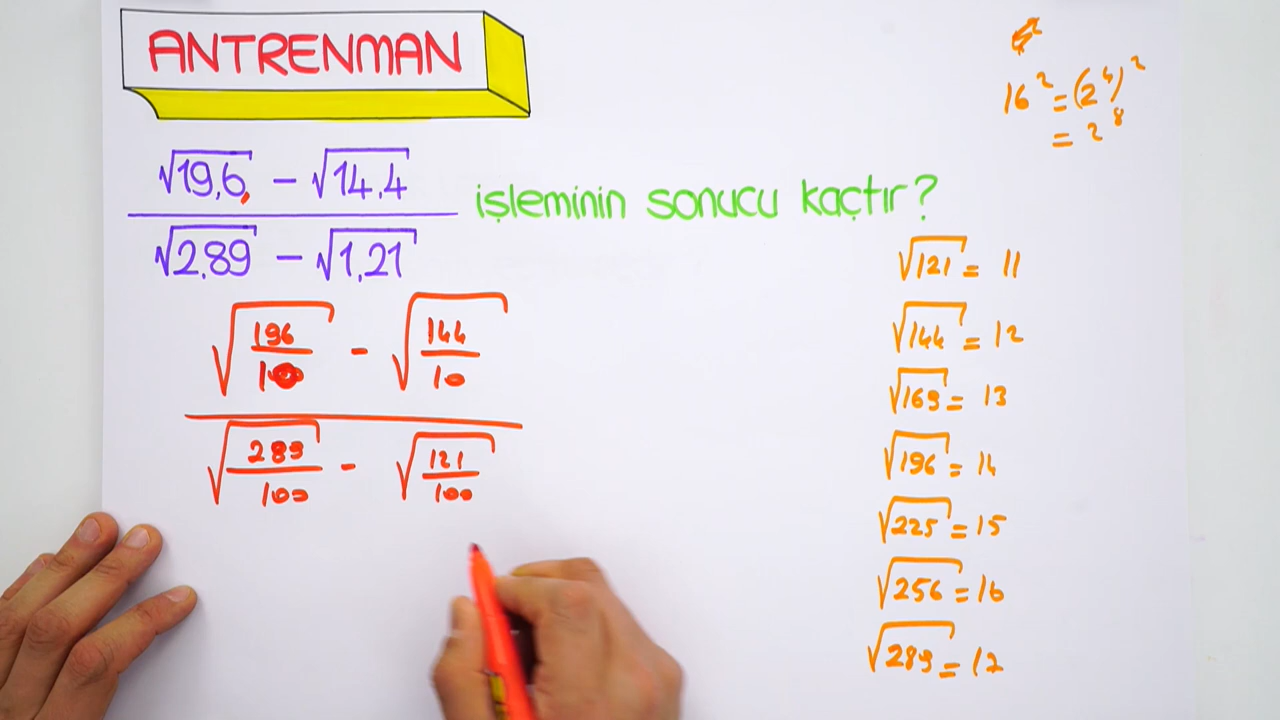 ANTRENMAN
√19,6 - √14,4
√2,89 - √1,21
işleminin sonucu kaçtır?
√196/10 - √144/10
√289/100 - √121/100
16² = (2⁴)²
= 2⁸
√121 = 11
√144 = 12
√169 = 13
√196 = 14
√225 = 15
√256 = 16
√289 = 17